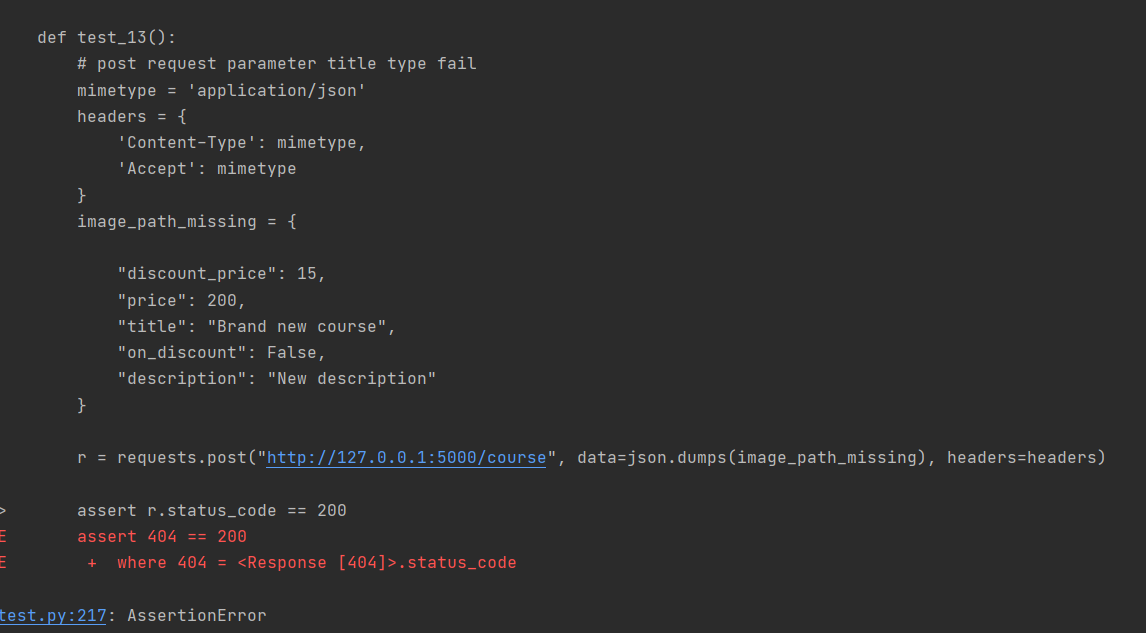 def test_13():
    # post request parameter title type fail
    mimetype = 'application/json'
    headers = {
        'Content-Type': mimetype,
        'Accept': mimetype
    }
    image_path_missing = {
        "discount_price": 15,
        "price": 200,
        "title": "Brand new course",
        "on_discount": False,
        "description": "New description"
    }
    r = requests.post("http://127.0.0.1:5000/course", data=json.dumps(image_path_missing), headers=headers)
>       assert r.status_code == 200
E       assert 404 == 200
E        +  where 404 = <Response [404]>.status_code
test.py:217: AssertionError